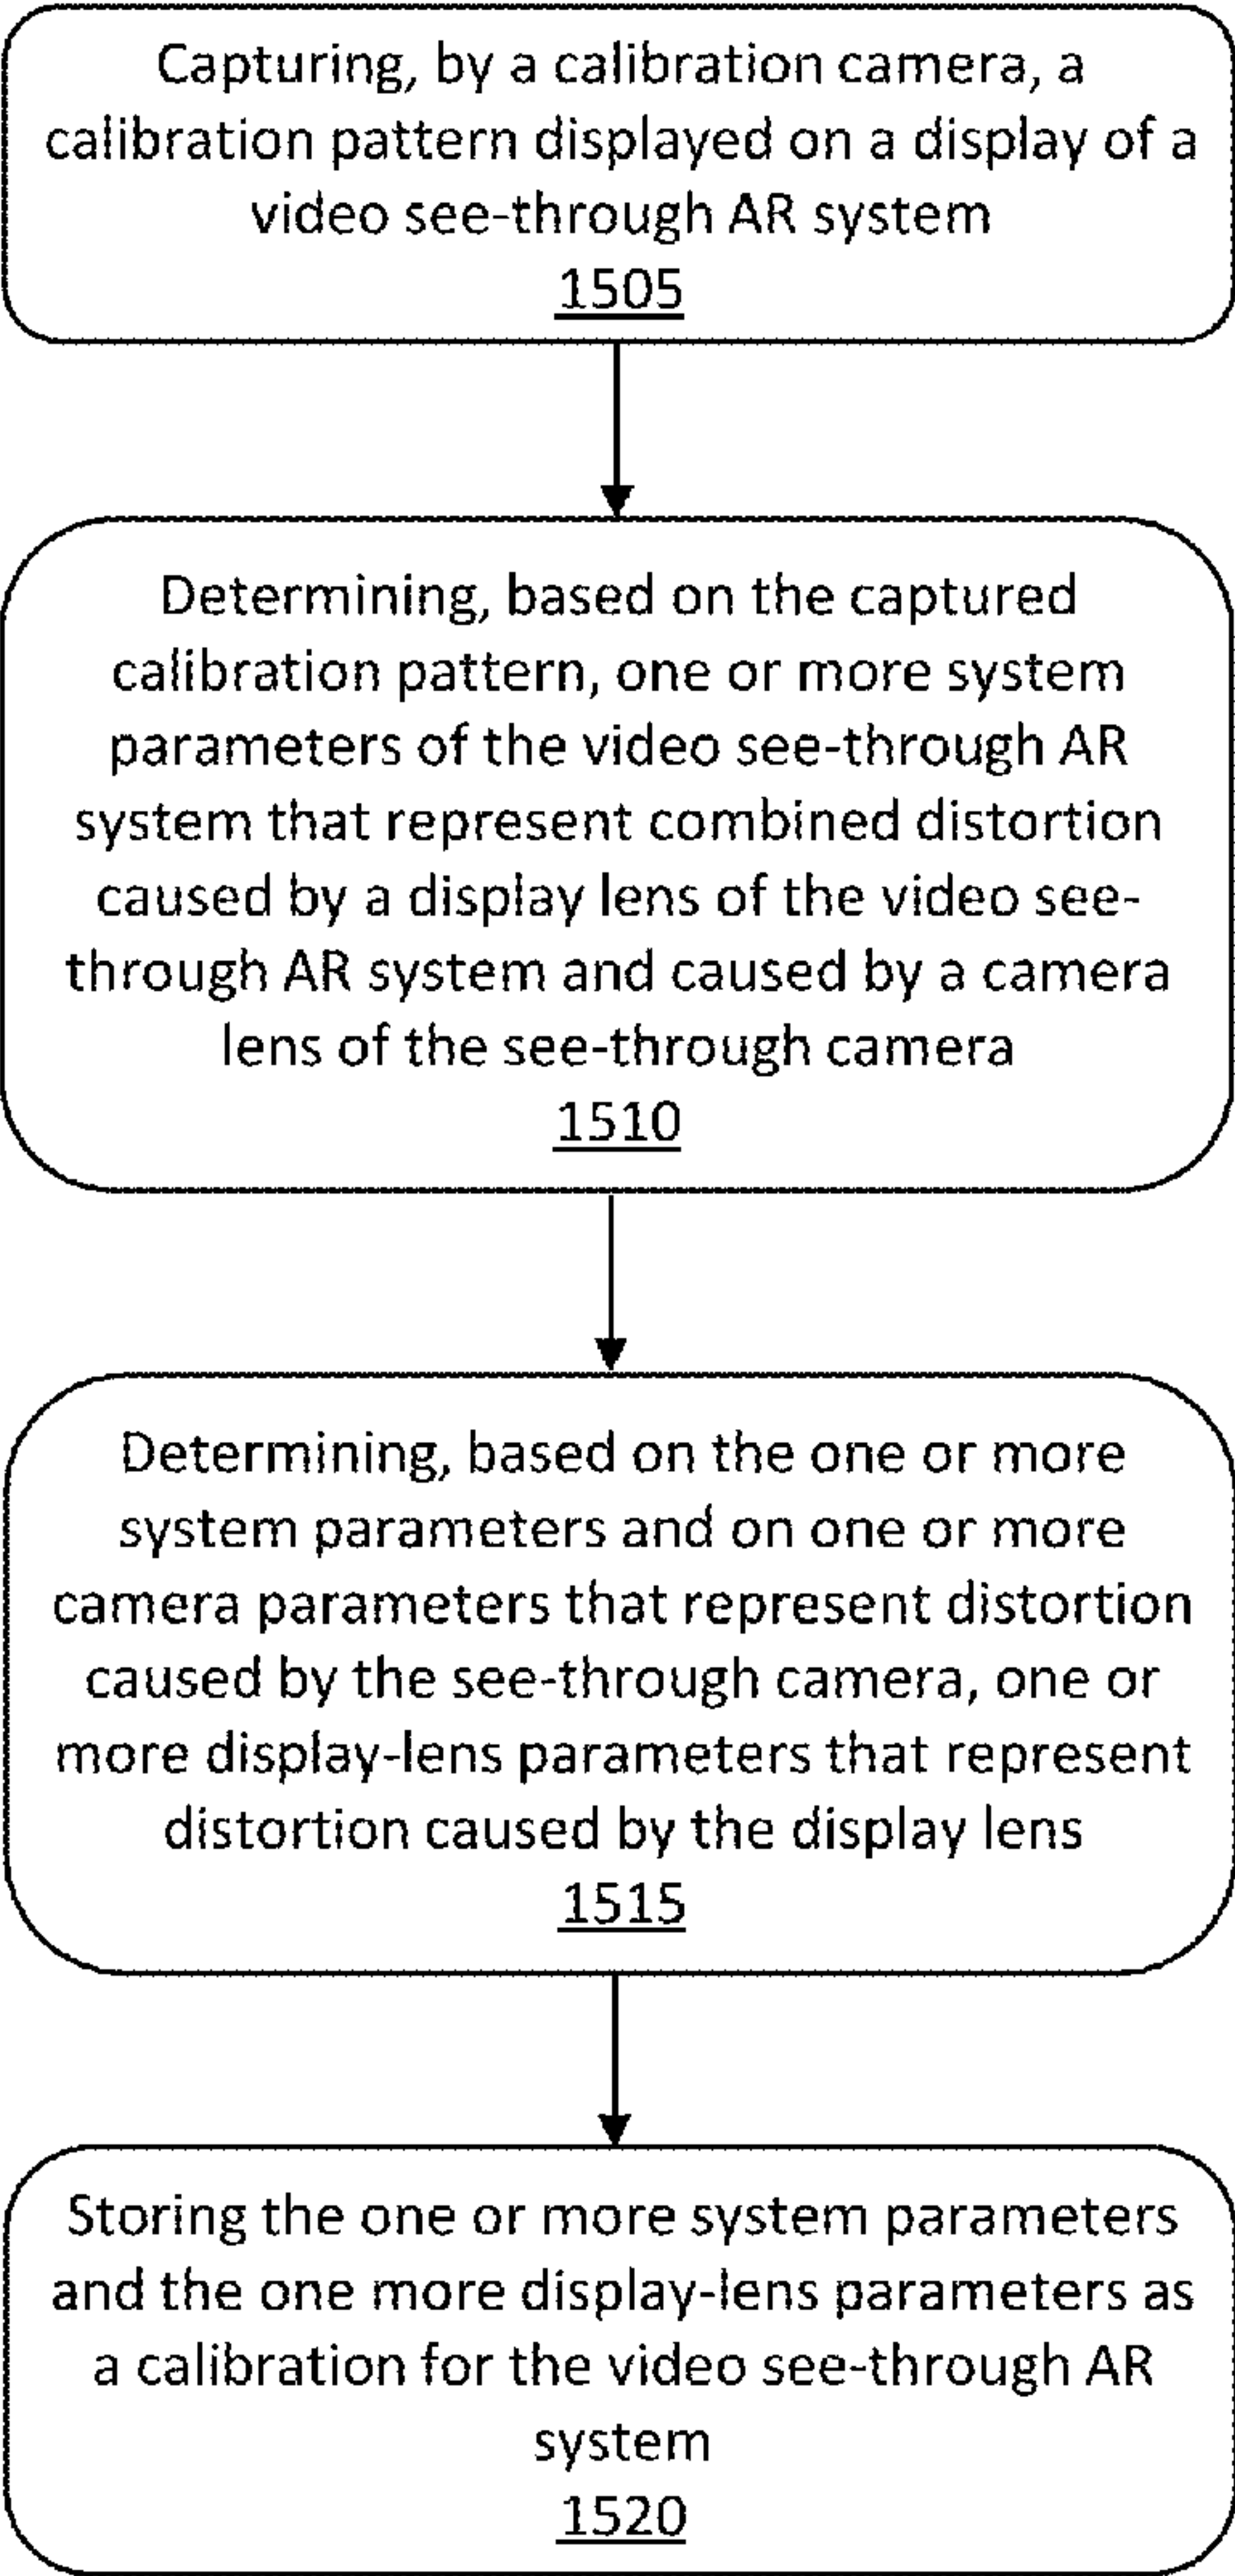 Capturing, by a calibration camera, a
calibration pattern displayed on a display of a
video see-through AR system
1505
Determining, based on the captured
calibration pattern, one or more system
parameters of the video see-through AR
system that represent combined distortion
caused by a display lens of the video see-
through AR system and caused by a camera
lens of the see-through camera
1510
Determining, based on the one or more
system parameters and on one or more
camera parameters that represent distortion
caused by the see-through camera, one or
more display-lens parameters that represent
distortion caused by the display lens
1515
Storing the one or more system parameters
and the one more display-lens parameters as
a calibration for the video see-through AR
system
1520